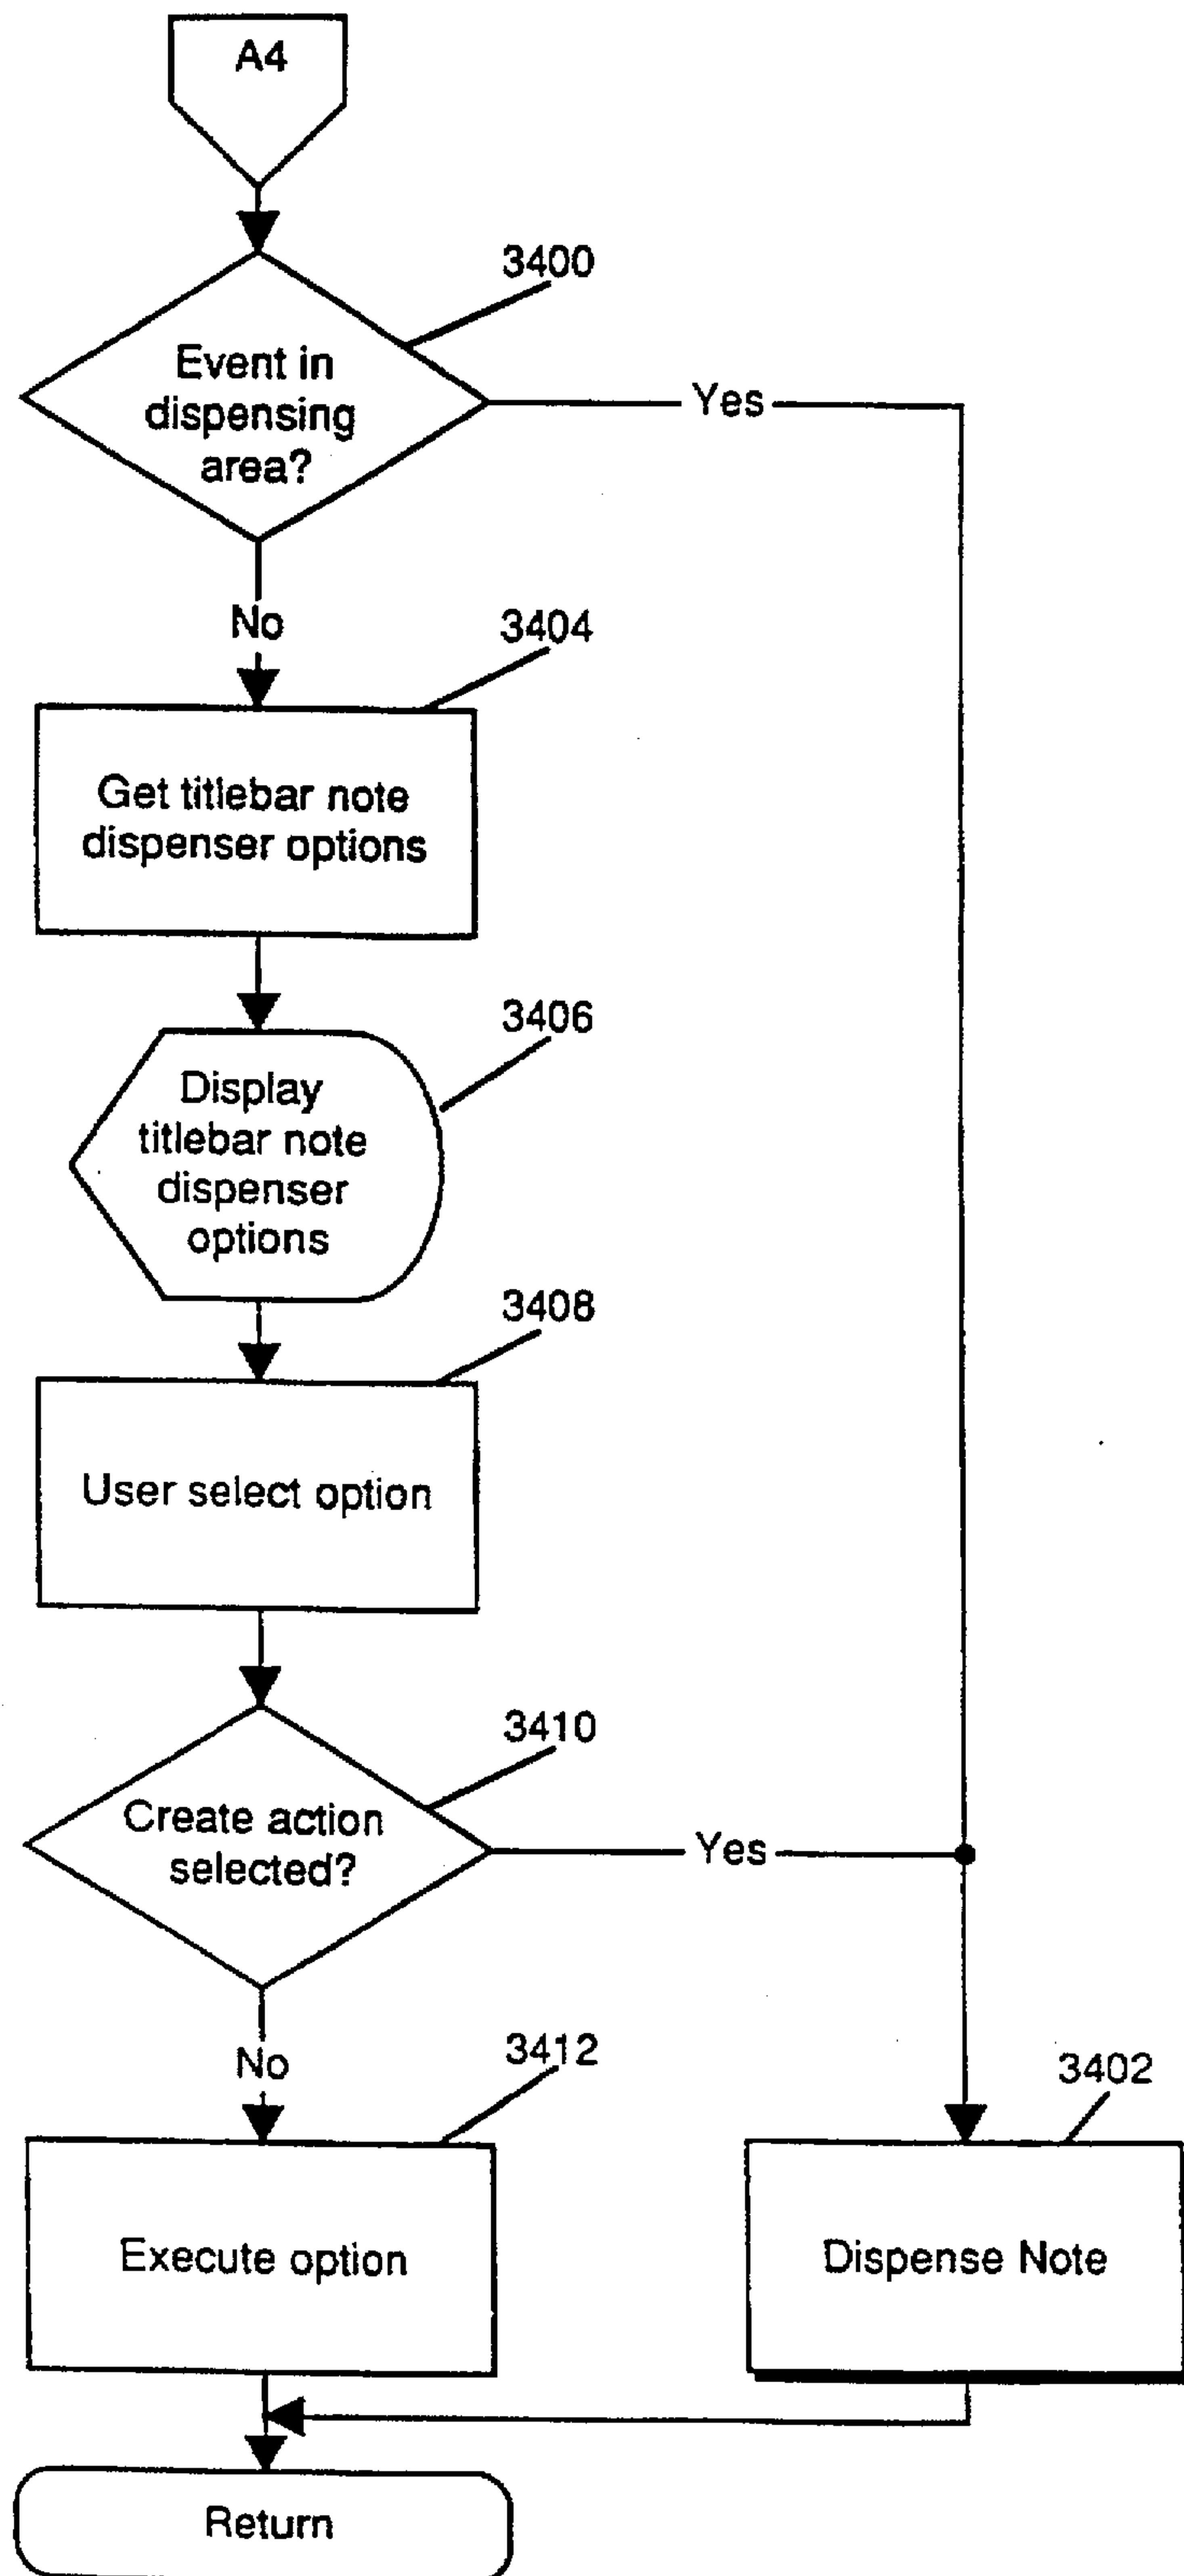 A4
3400
Event in
dispensing
area?
Yes
No
3404
Get titlebar note
dispenser options
3406
Display
titlebar note
dispenser
options
3408
User select option
3410
Create action
selected?
Yes
No
3412
3402
Execute option
Dispense Note
Return